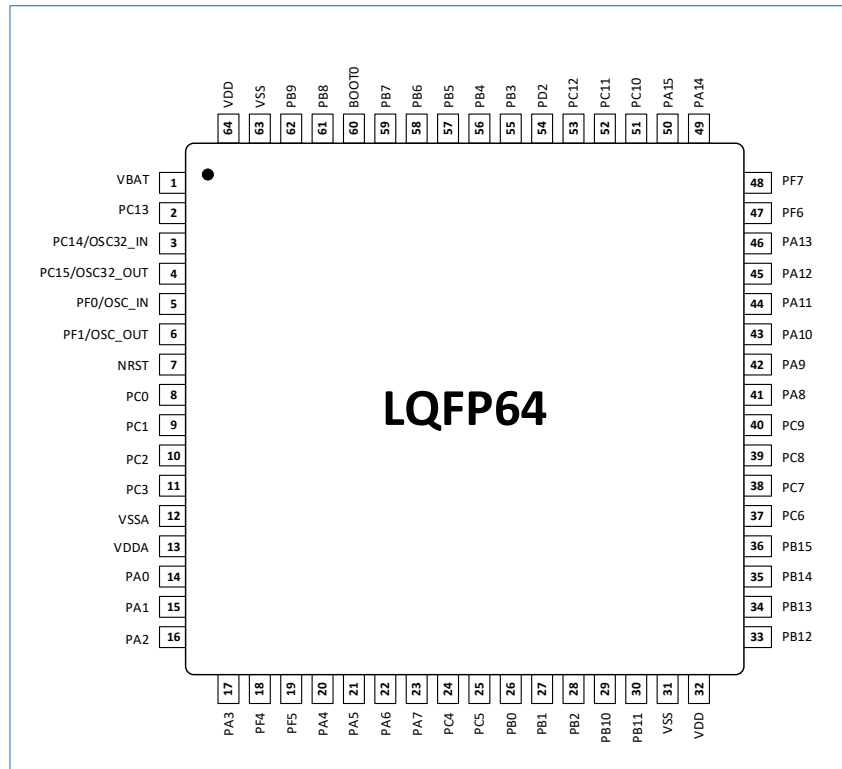 VDD VSS PB9 PB8 BOOT0 PB7 PB6 PB5 PB4 PB3 PD2 PC12 PC11 PC10 PA15 PA14
64 63 62 61 60 59 58 57 56 55 54 53 52 51 50 49
VBAT 1 48 PF7
PC13 2 47 PF6
PC14/OSC32_IN 3 46 PA13
PC15/OSC32_OUT 4 45 PA12
PF0/OSC_IN 5 44 PA11
PF1/OSC_OUT 6 43 PA10
NRST 7 42 PA9
PC0 8 41 PA8
LQFP64
PC1 9 40 PC9
PC2 10 39 PC8
PC3 11 38 PC7
VSSA 12 37 PC6
VDDA 13 36 PB15
PA0 14 35 PB14
PA1 15 34 PB13
PA2 16 33 PB12
17 18 19 20 21 22 23 24 25 26 27 28 29 30 31 32
PA3 PF4 PF5 PA4 PA5 PA6 PA7 PC4 PC5 PB0 PB1 PB2 PB10 PB11 VSS VDD